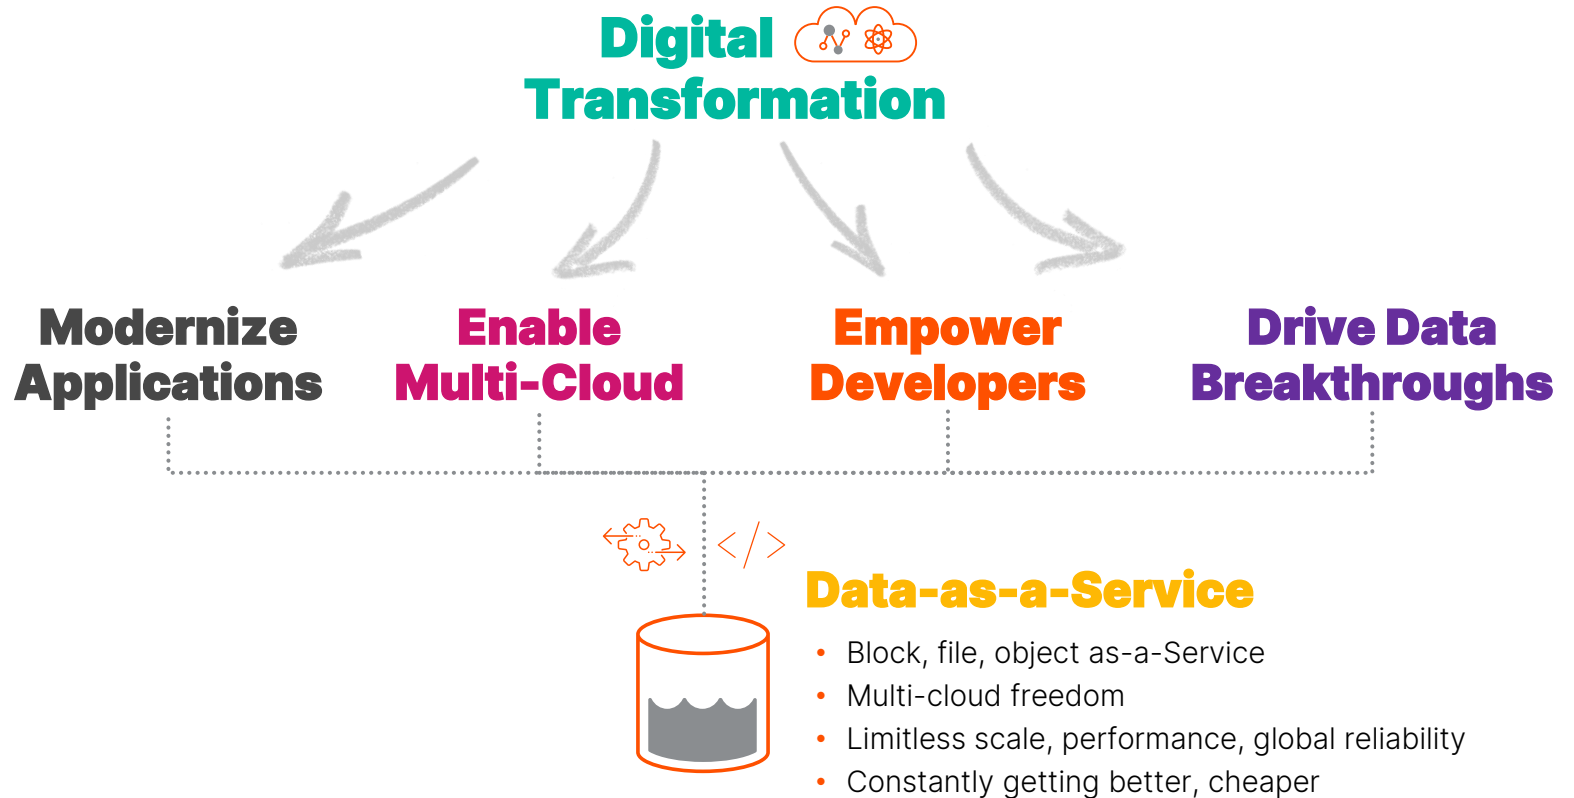 Digital
Transformation
Modernize
Applications
Enable
Multi-Cloud
Empower
Developers
Drive Data
Breakthroughs
</>
Data-as-a-Service
• Block, file, object as-a-Service
• Multi-cloud freedom
• Limitless scale, performance, global reliability
• Constantly getting better, cheaper